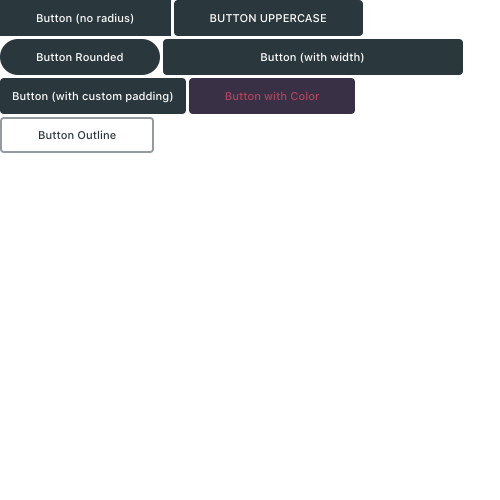 Button (no radius) BUTTON UPPERCASE
Button Rounded Button (with width)
Button (with custom padding) Button with Color
Button Outline